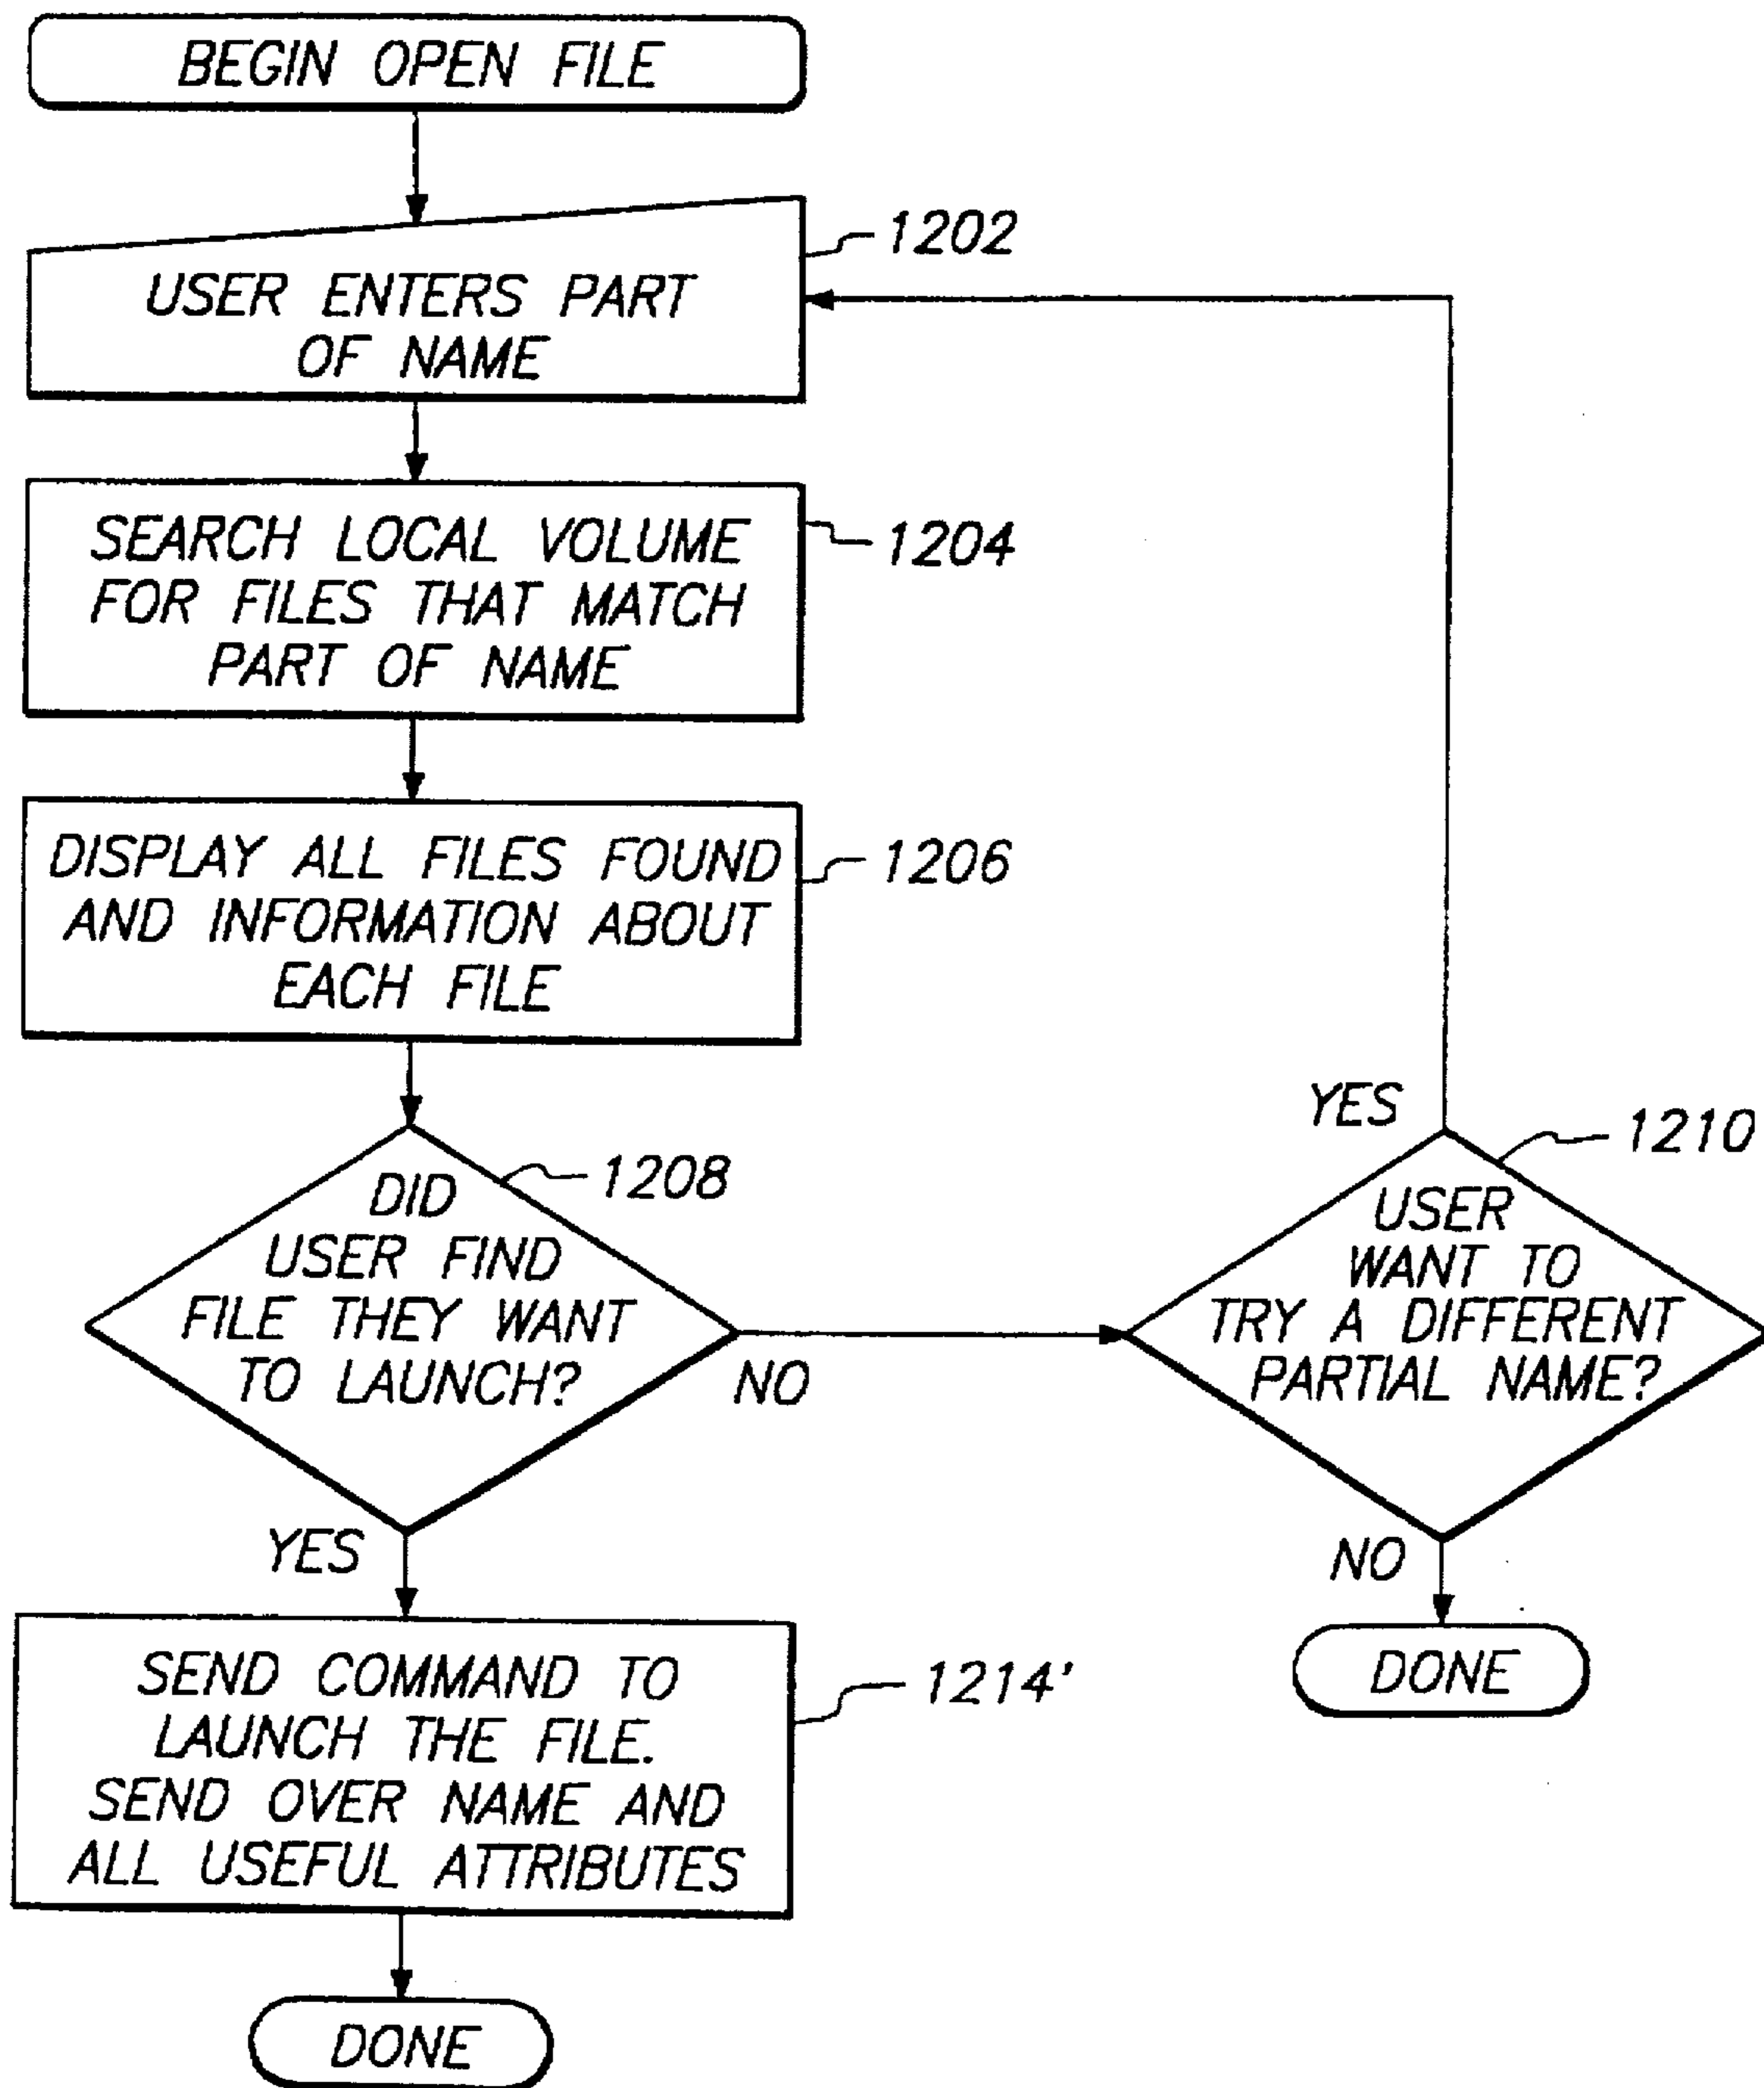 BEGIN OPEN FILE
1202
USER ENTERS PART
OF NAME
SEARCH LOCAL VOLUME
FOR FILES THAT MATCH
PART OF NAME
1204
DISPLAY ALL FILES FOUND
AND INFORMATION ABOUT
EACH FILE
1206
DID
USER FIND
FILE THEY WANT
TO LAUNCH?
1208
NO
YES
1210
USER
WANT TO
TRY A DIFFERENT
PARTIAL NAME?
YES
NO
DONE
SEND COMMAND TO
LAUNCH THE FILE.
SEND OVER NAME AND
ALL USEFUL ATTRIBUTES
1214'
DONE